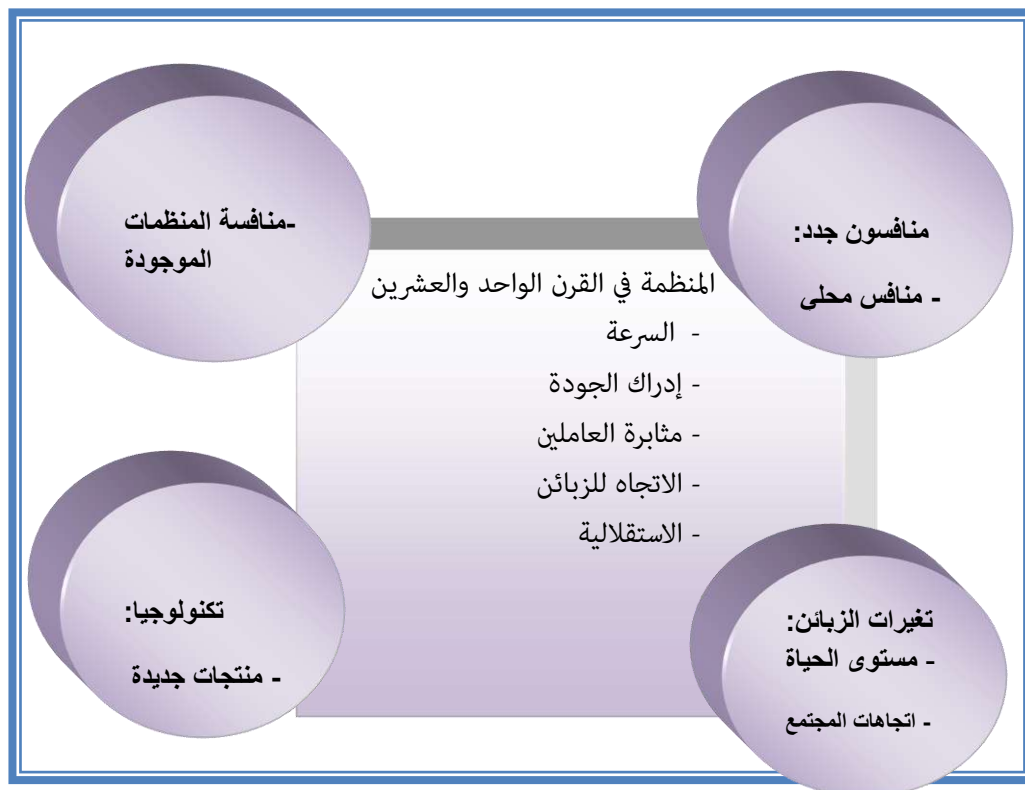 منافسون جدد:
- منافس محلى
-منافسة المنظمات
الموجودة
المنظمة في القرن الواحد والعشرين
- السرعة
- إدراك الجودة
- مثابرة العاملين
- الاتجاه للزبائن
- الاستقلالية
تغيرات الزبائن:
- مستوى الحياة
- اتجاهات المجتمع
تكنولوجيا:
- منتجات جديدة